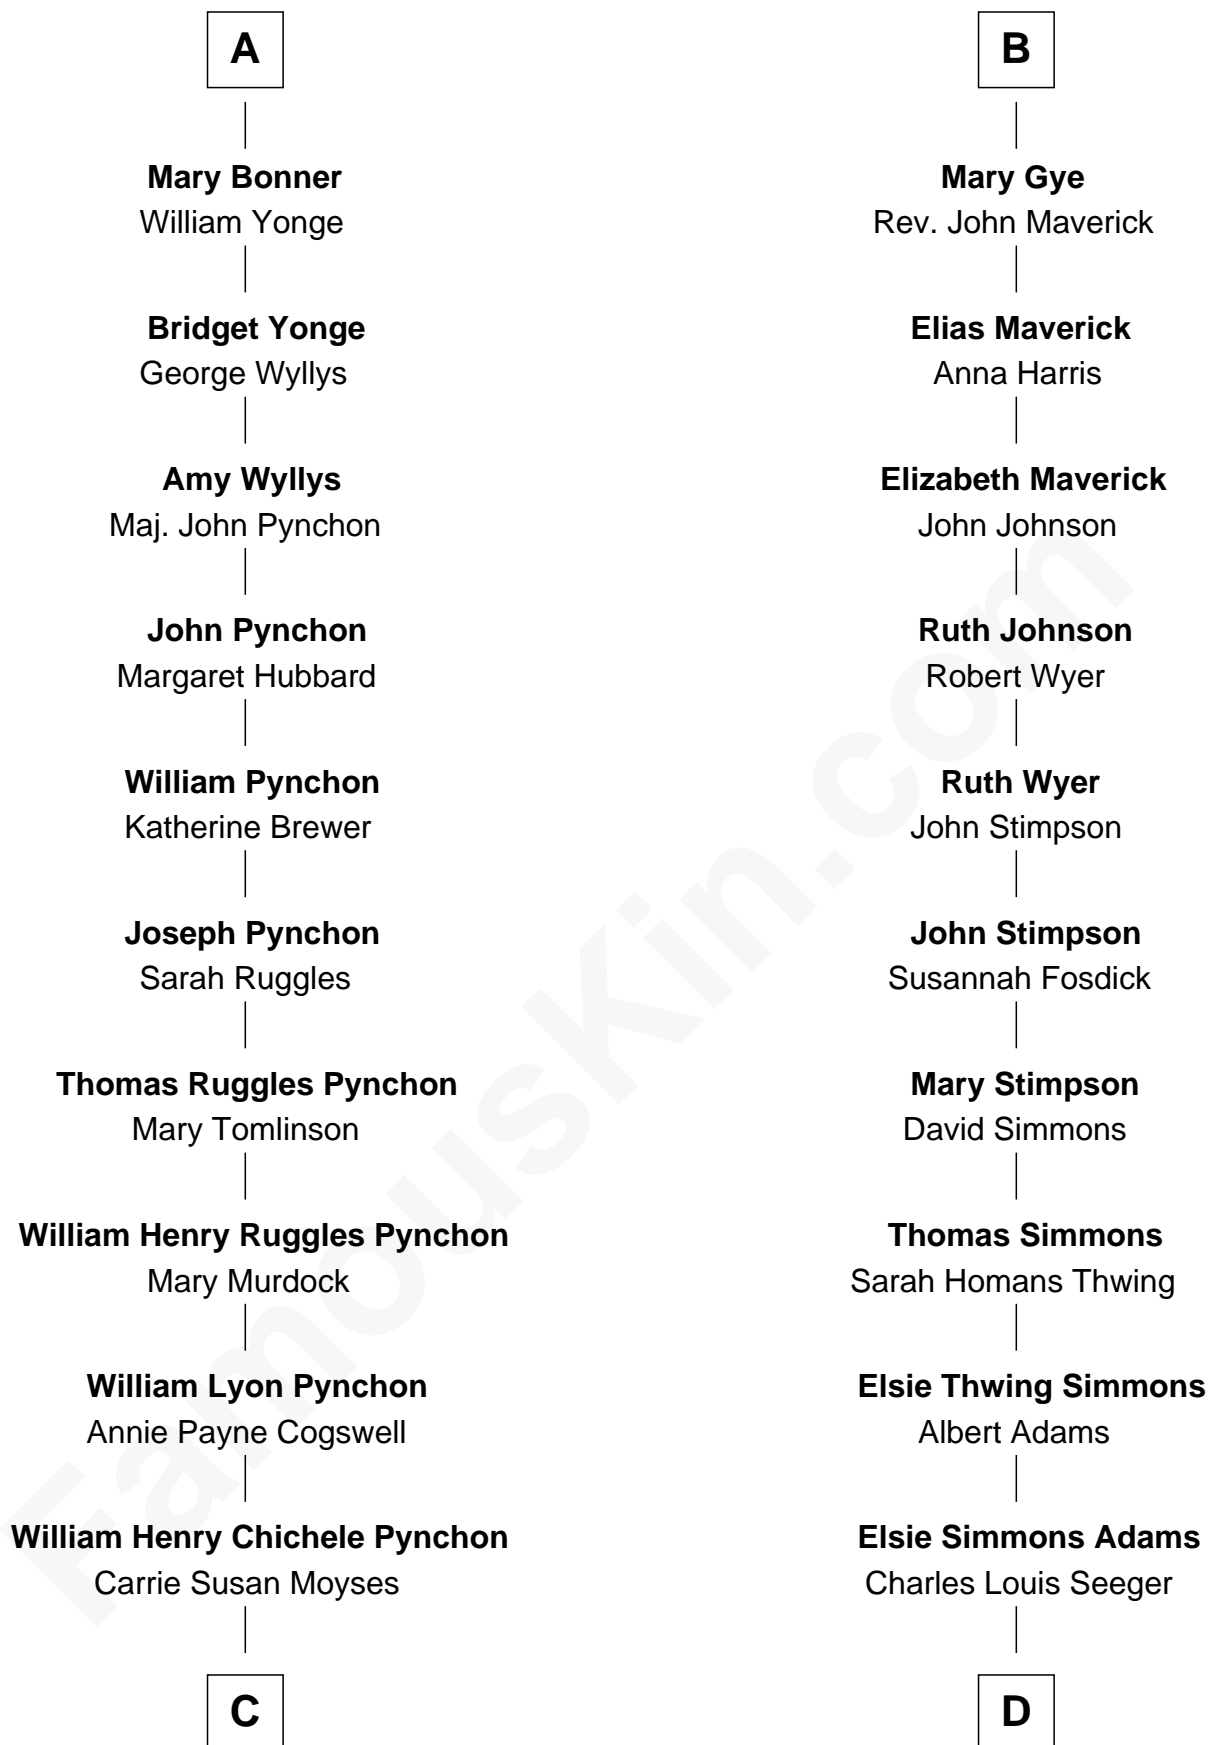 A
Mary Bonner
William Yonge
Bridget Yonge
George Wyllys
Amy Wyllys
Maj. John Pynchon
John Pynchon
Margaret Hubbard
William Pynchon
Katherine Brewer
Joseph Pynchon
Sarah Ruggles
Thomas Ruggles Pynchon
Mary Tomlinson
William Henry Ruggles Pynchon
Mary Murdock
William Lyon Pynchon
Annie Payne Cogswell
William Henry Chichele Pynchon
Carrie Susan Moyses
C
B
Mary Gye
Rev. John Maverick
Elias Maverick
Anna Harris
Elizabeth Maverick
John Johnson
Ruth Johnson
Robert Wyer
Ruth Wyer
John Stimpson
John Stimpson
Susannah Fosdick
Mary Stimpson
David Simmons
Thomas Simmons
Sarah Homans Thwing
Elsie Thwing Simmons
Albert Adams
Elsie Simmons Adams
Charles Louis Seeger
D
FamousKin.com